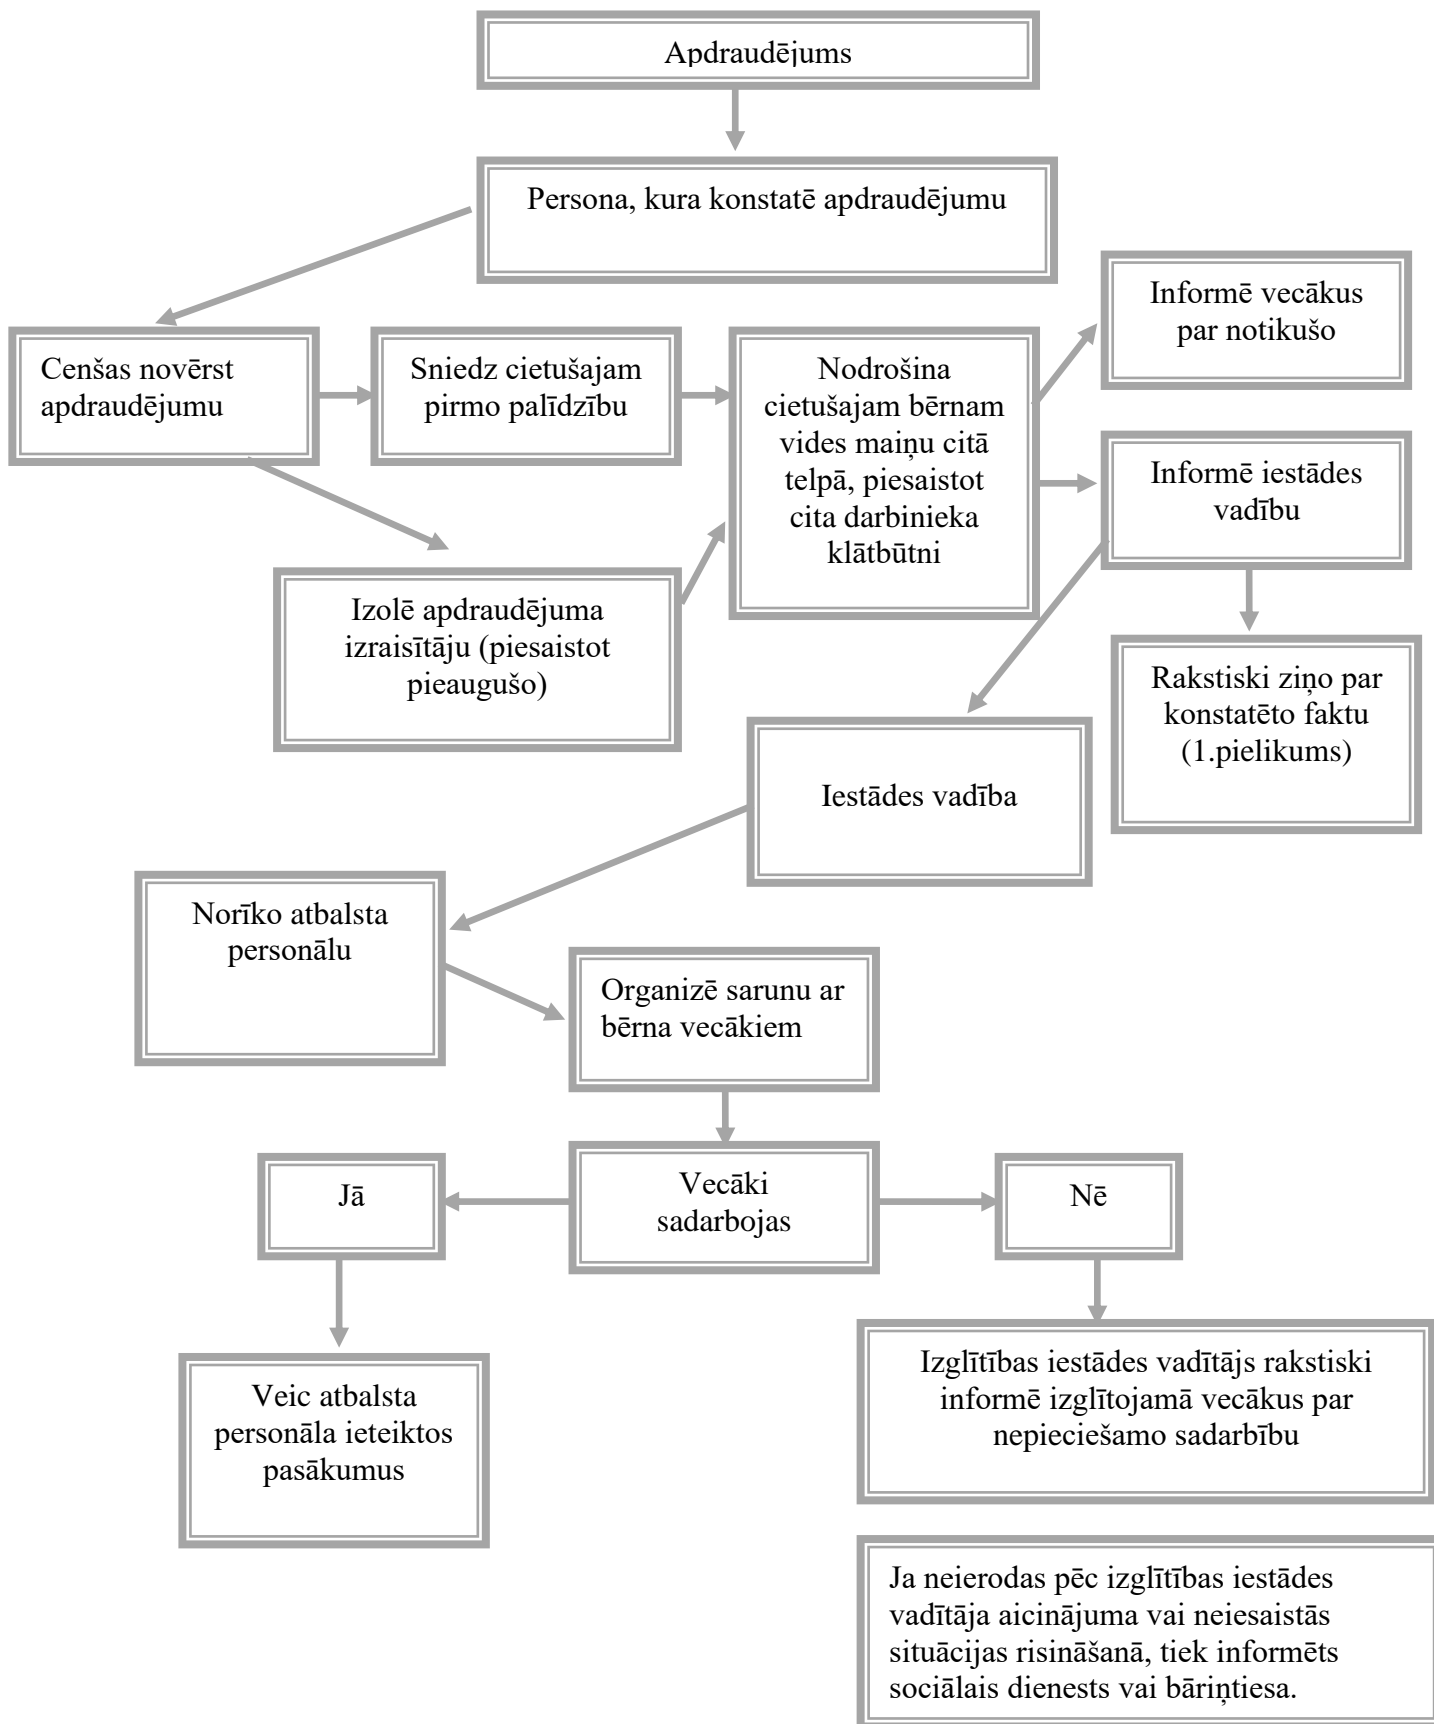 Apdraudējums
Persona, kura konstatē apdraudējumu
Informē vecākus
par notikušo
Cenšas novērst
apdraudējumu
Sniedz cietušajam
pirmo palīdzību
Nodrošina
cietušajam bērnam
vides maiņu citā
telpā, piesaistot
cita darbinieka
klātbūtni
Informē iestādes
vadību
Izolē apdraudējuma
izraisītāju (piesaistot
pieaugušo)
Rakstiski ziņo par
konstatēto faktu
(1.pielikums)
Iestādes vadība
Norīko atbalsta
personālu
Organizē sarunu ar
bērna vecākiem
Jā
Vecāki
sadarbojas
Nē
Veic atbalsta
personāla ieteiktos
pasākumus
Izglītības iestādes vadītājs rakstiski
informē izglītojamā vecākus par
nepieciešamo sadarbību
Ja neierodas pēc izglītības iestādes
vadītāja aicinājuma vai neiesaistās
situācijas risināšanā, tiek informēts
sociālais dienests vai bāriņtiesa.